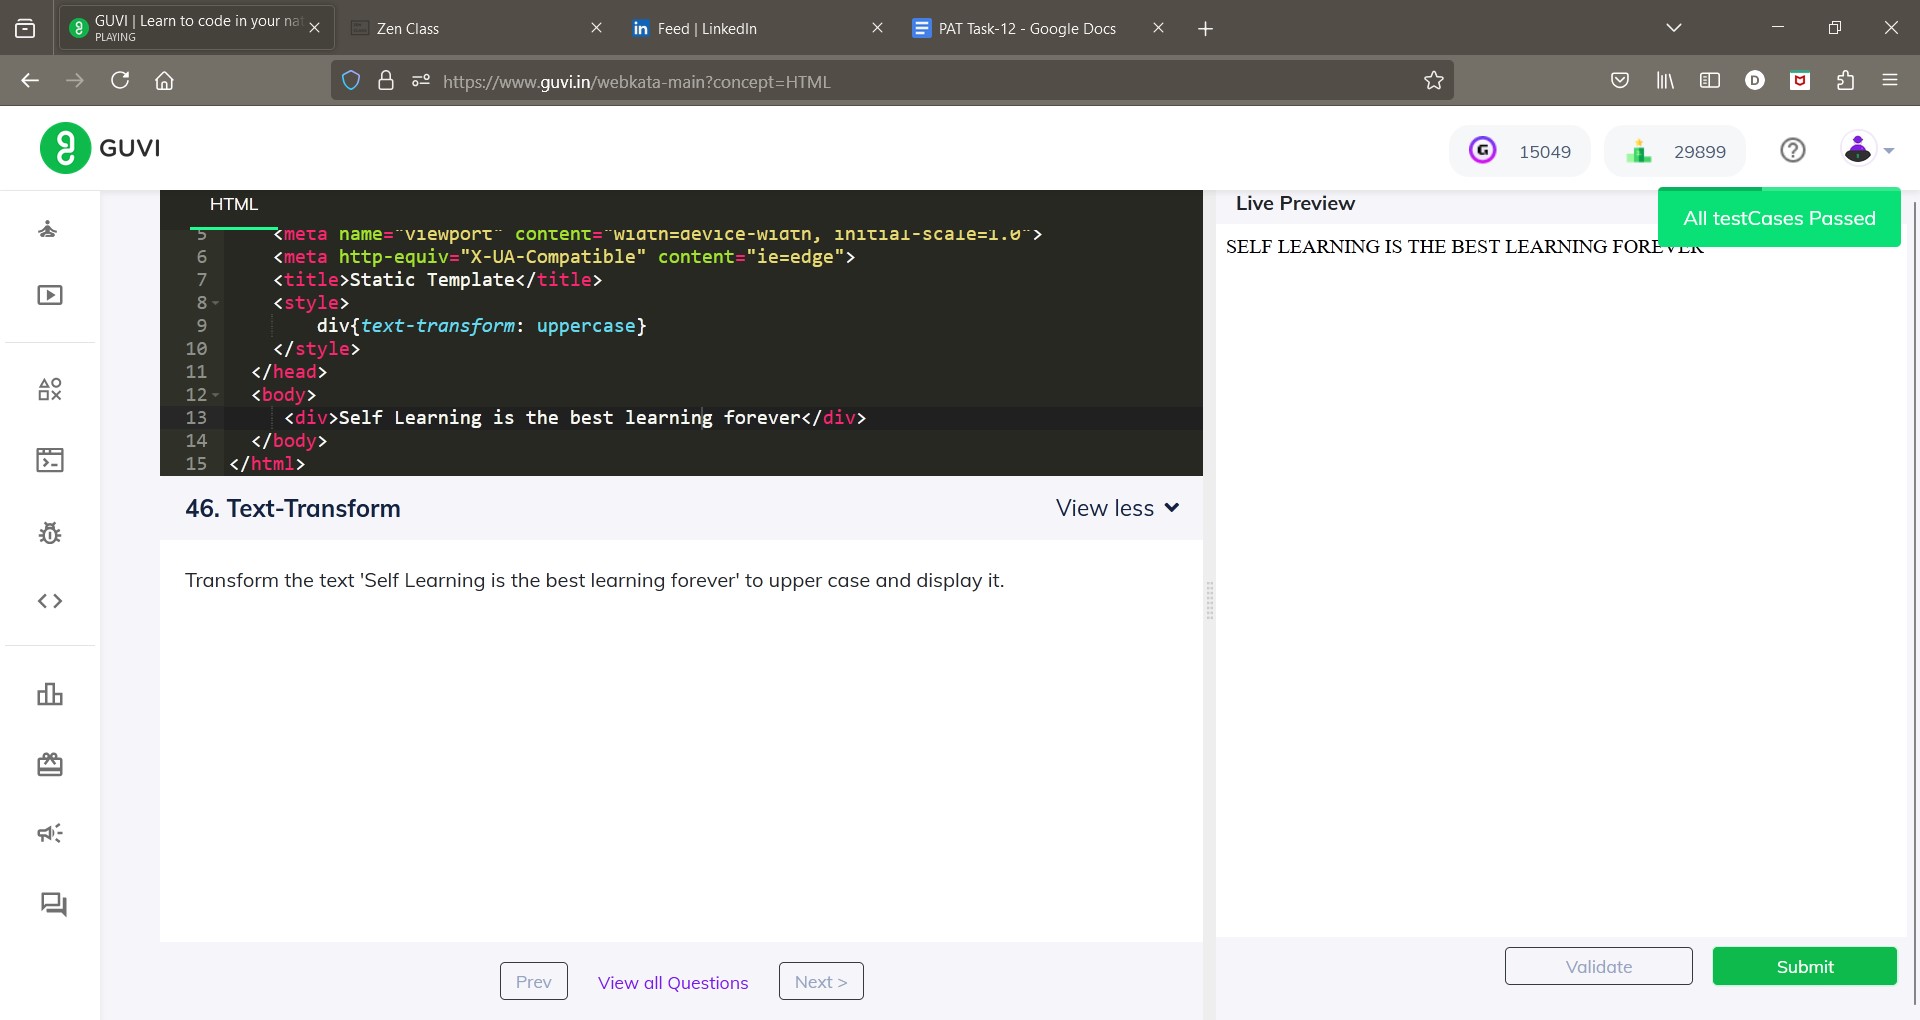 GUVI | Learn to code in your nat
PLAYING
Zen Class
Feed | LinkedIn
PAT Task-12 - Google Docs
https://www.guvi.in/webkata-main?concept=HTML
D
GUVI
G 15049
29899
HTML
Live Preview
All testCases Passed
5 <meta name="viewport" content="width=device-width, initial-scale=1.0">
6 <meta http-equiv="X-UA-Compatible" content="ie=edge">
7 <title>Static Template</title>
8 <style>
9 div{text-transform: uppercase}
10 </style>
11 </head>
12 <body>
13 <div>Self Learning is the best learning forever</div>
14 </body>
15 </html>
SELF LEARNING IS THE BEST LEARNING FOREVER
46. Text-Transform
View less
Transform the text 'Self Learning is the best learning forever' to upper case and display it.
Prev
View all Questions
Next >
Validate
Submit